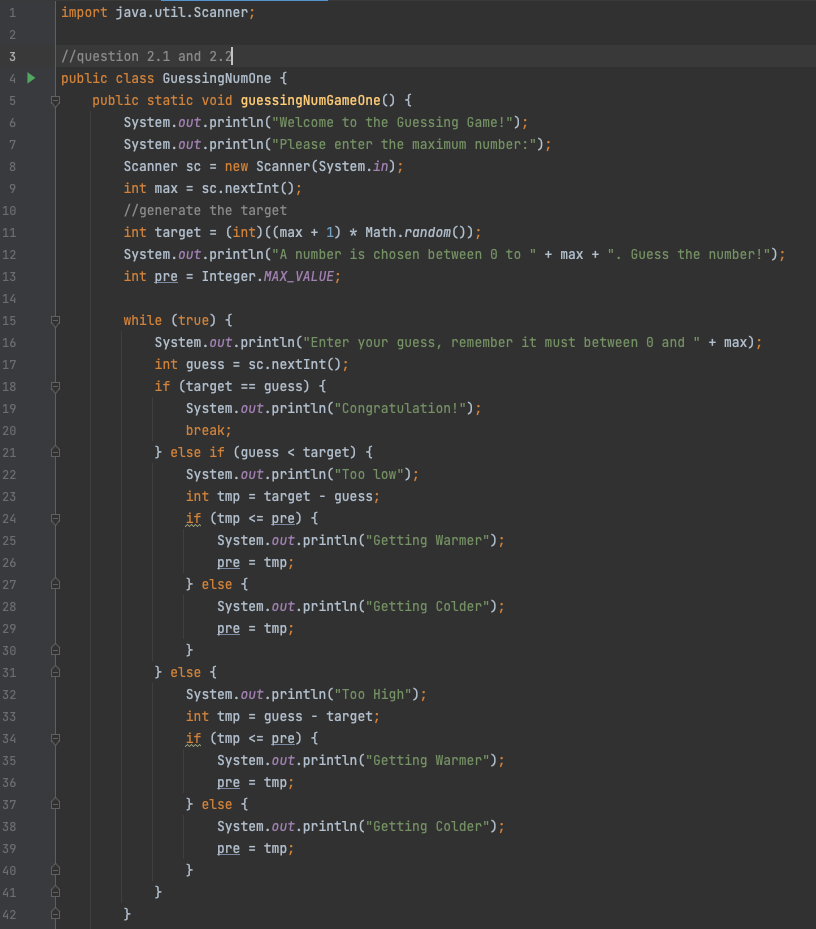 1 import java.util.Scanner;
2
3 //question 2.1 and 2.2
4 public class GuessingNumOne {
5     public static void guessingNumGameOne() {
6         System.out.println("Welcome to the Guessing Game!");
7         System.out.println("Please enter the maximum number:");
8         Scanner sc = new Scanner(System.in);
9         int max = sc.nextInt();
10         //generate the target
11         int target = (int)((max + 1) * Math.random());
12         System.out.println("A number is chosen between 0 to " + max + ". Guess the number!");
13         int pre = Integer.MAX_VALUE;
14
15         while (true) {
16             System.out.println("Enter your guess, remember it must between 0 and " + max);
17             int guess = sc.nextInt();
18             if (target == guess) {
19                 System.out.println("Congratulation!");
20                 break;
21             } else if (guess < target) {
22                 System.out.println("Too low");
23                 int tmp = target - guess;
24                 if (tmp <= pre) {
25                     System.out.println("Getting Warmer");
26                     pre = tmp;
27                 } else {
28                     System.out.println("Getting Colder");
29                     pre = tmp;
30                 }
31             } else {
32                 System.out.println("Too High");
33                 int tmp = guess - target;
34                 if (tmp <= pre) {
35                     System.out.println("Getting Warmer");
36                     pre = tmp;
37                 } else {
38                     System.out.println("Getting Colder");
39                     pre = tmp;
40                 }
41             }
42         }